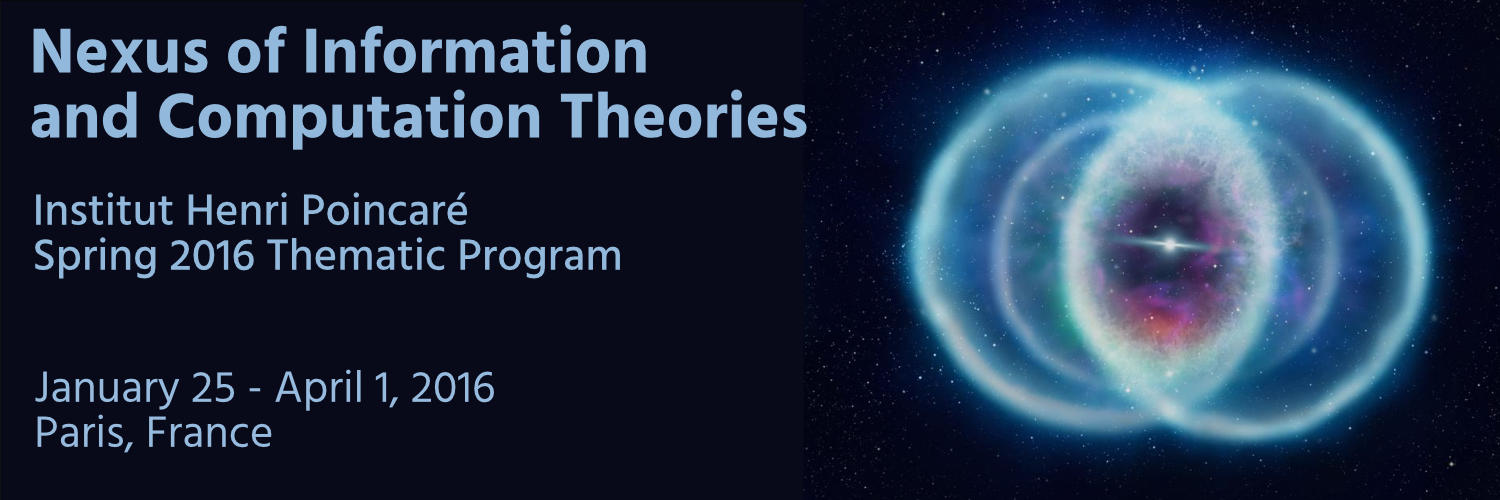 Nexus of Information
and Computation Theories
Institut Henri Poincaré
Spring 2016 Thematic Program
January 25 - April 1, 2016
Paris, France